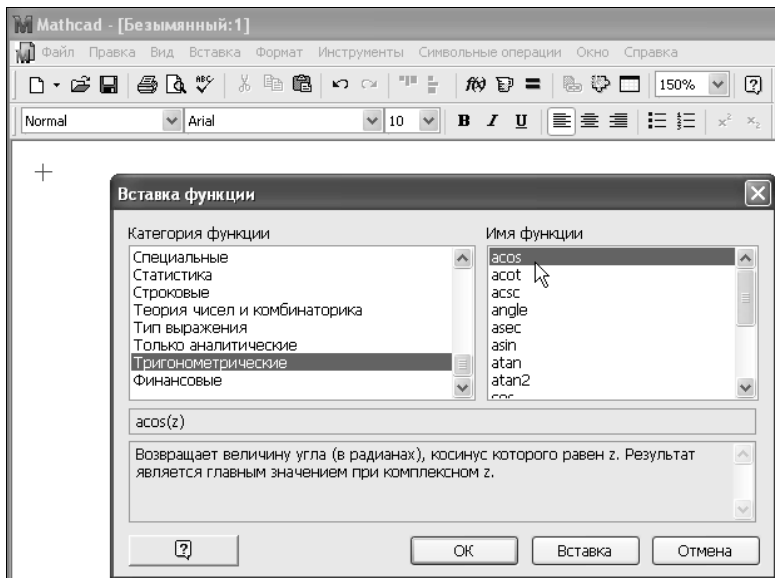 Mathcad - [Безымянный:1]
Файл Правка Вид Вставка Формат Инструменты Символьные операции Окно Справка
150%
Normal Arial 10 B I U
Вставка функции
Категория функции Имя функции
Специальные acos
Статистика acot
Строковые acsc
Теория чисел и комбинаторика angle
Тип выражения asec
Только аналитические asin
Тригонометрические atan
Финансовые atan2
cos
acos(z)
Возвращает величину угла (в радианах), косинус которого равен z. Результат
является главным значением при комплексном z.
ОК Вставка Отмена